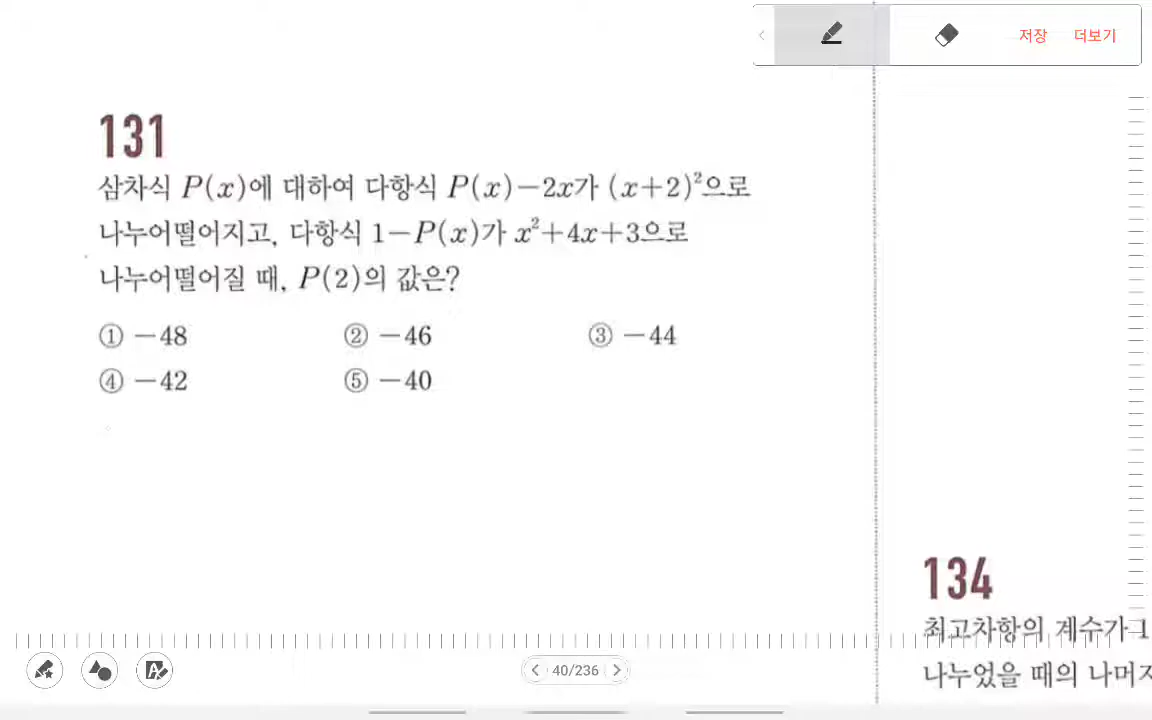 저장 더보기
131
삼차식 P(x)에 대하여 다항식 P(x)-2x가 (x+2)²으로
나누어떨어지고, 다항식 1-P(x)가 x²+4x+3으로
나누어떨어질 때, P(2)의 값은?
① -48 ② -46 ③ -44
④ -42 ⑤ -40
134
최고차항의 계수가 1
나누었을 때의 나머지
40/236